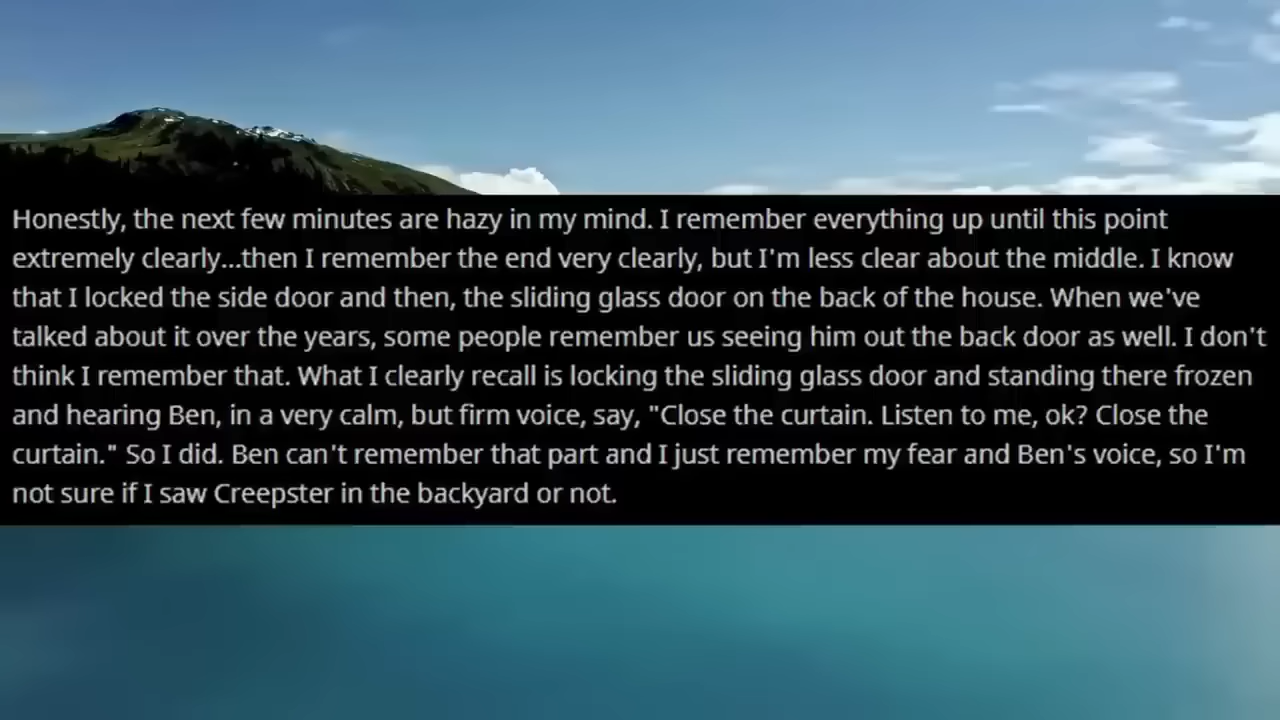 Honestly, the next few minutes are hazy in my mind. I remember everything up until this point
extremely clearly...then I remember the end very clearly, but I'm less clear about the middle. I know
that I locked the side door and then, the sliding glass door on the back of the house. When we've
talked about it over the years, some people remember us seeing him out the back door as well. I don't
think I remember that. What I clearly recall is locking the sliding glass door and standing there frozen
and hearing Ben, in a very calm, but firm voice, say, "Close the curtain. Listen to me, ok? Close the
curtain." So I did. Ben can't remember that part and I just remember my fear and Ben's voice, so I'm
not sure if I saw Creepster in the backyard or not.